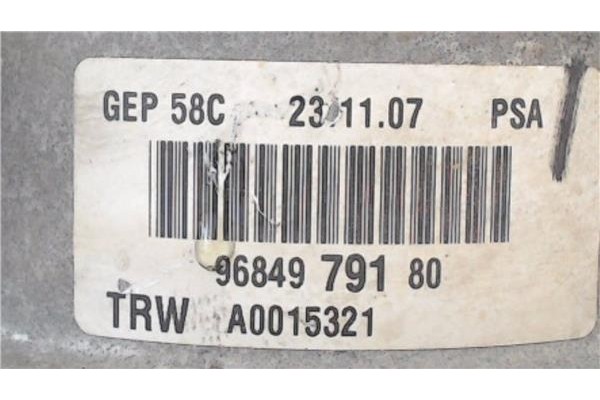 GEP 58C 23.11.07 PSA
96849 791 80
TRW A0015321